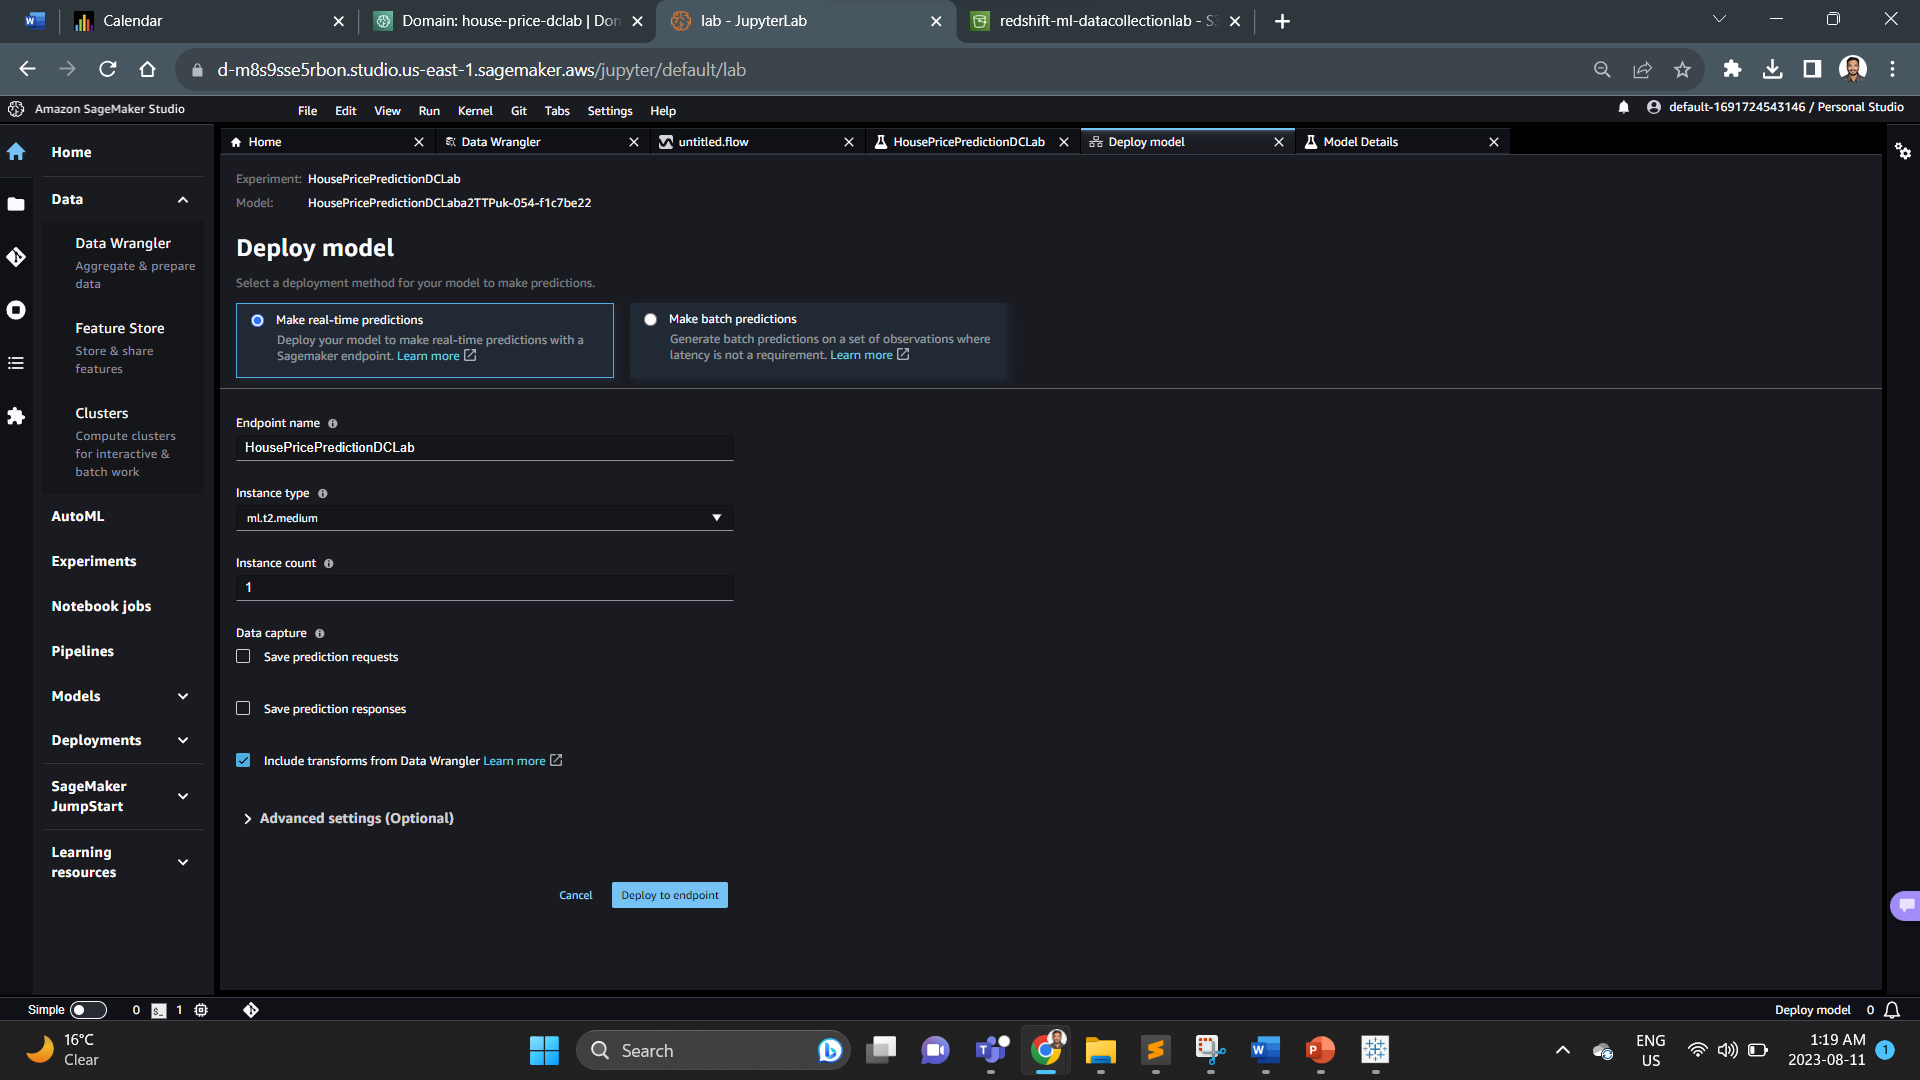 Calendar
Domain: house-price-dclab | Don
lab - JupyterLab
redshift-ml-datacollectionlab - S3
d-m8s9sse5rbon.studio.us-east-1.sagemaker.aws/jupyter/default/lab
Amazon SageMaker Studio
File Edit View Run Kernel Git Tabs Settings Help
default-1691724543146 / Personal Studio
Home
Data Wrangler
untitled.flow
HousePricePredictionDCLab
Deploy model
Model Details
Home
Data
Data Wrangler
Aggregate & prepare
data
Feature Store
Store & share
features
Clusters
Compute clusters
for interactive &
batch work
AutoML
Experiments
Notebook jobs
Pipelines
Models
Deployments
SageMaker
JumpStart
Learning
resources
Experiment: HousePricePredictionDCLab
Model: HousePricePredictionDCLaba2TTPuk-054-f1c7be22
Deploy model
Select a deployment method for your model to make predictions.
Make real-time predictions
Deploy your model to make real-time predictions with a
Sagemaker endpoint. Learn more
Make batch predictions
Generate batch predictions on a set of observations where
latency is not a requirement. Learn more
Endpoint name
HousePricePredictionDCLab
Instance type
ml.t2.medium
Instance count
1
Data capture
Save prediction requests
Save prediction responses
Include transforms from Data Wrangler Learn more
Advanced settings (Optional)
Cancel
Deploy to endpoint
Simple
0
1
Deploy model
0
16°C
Clear
Search
ENG
US
1:19 AM
2023-08-11
1